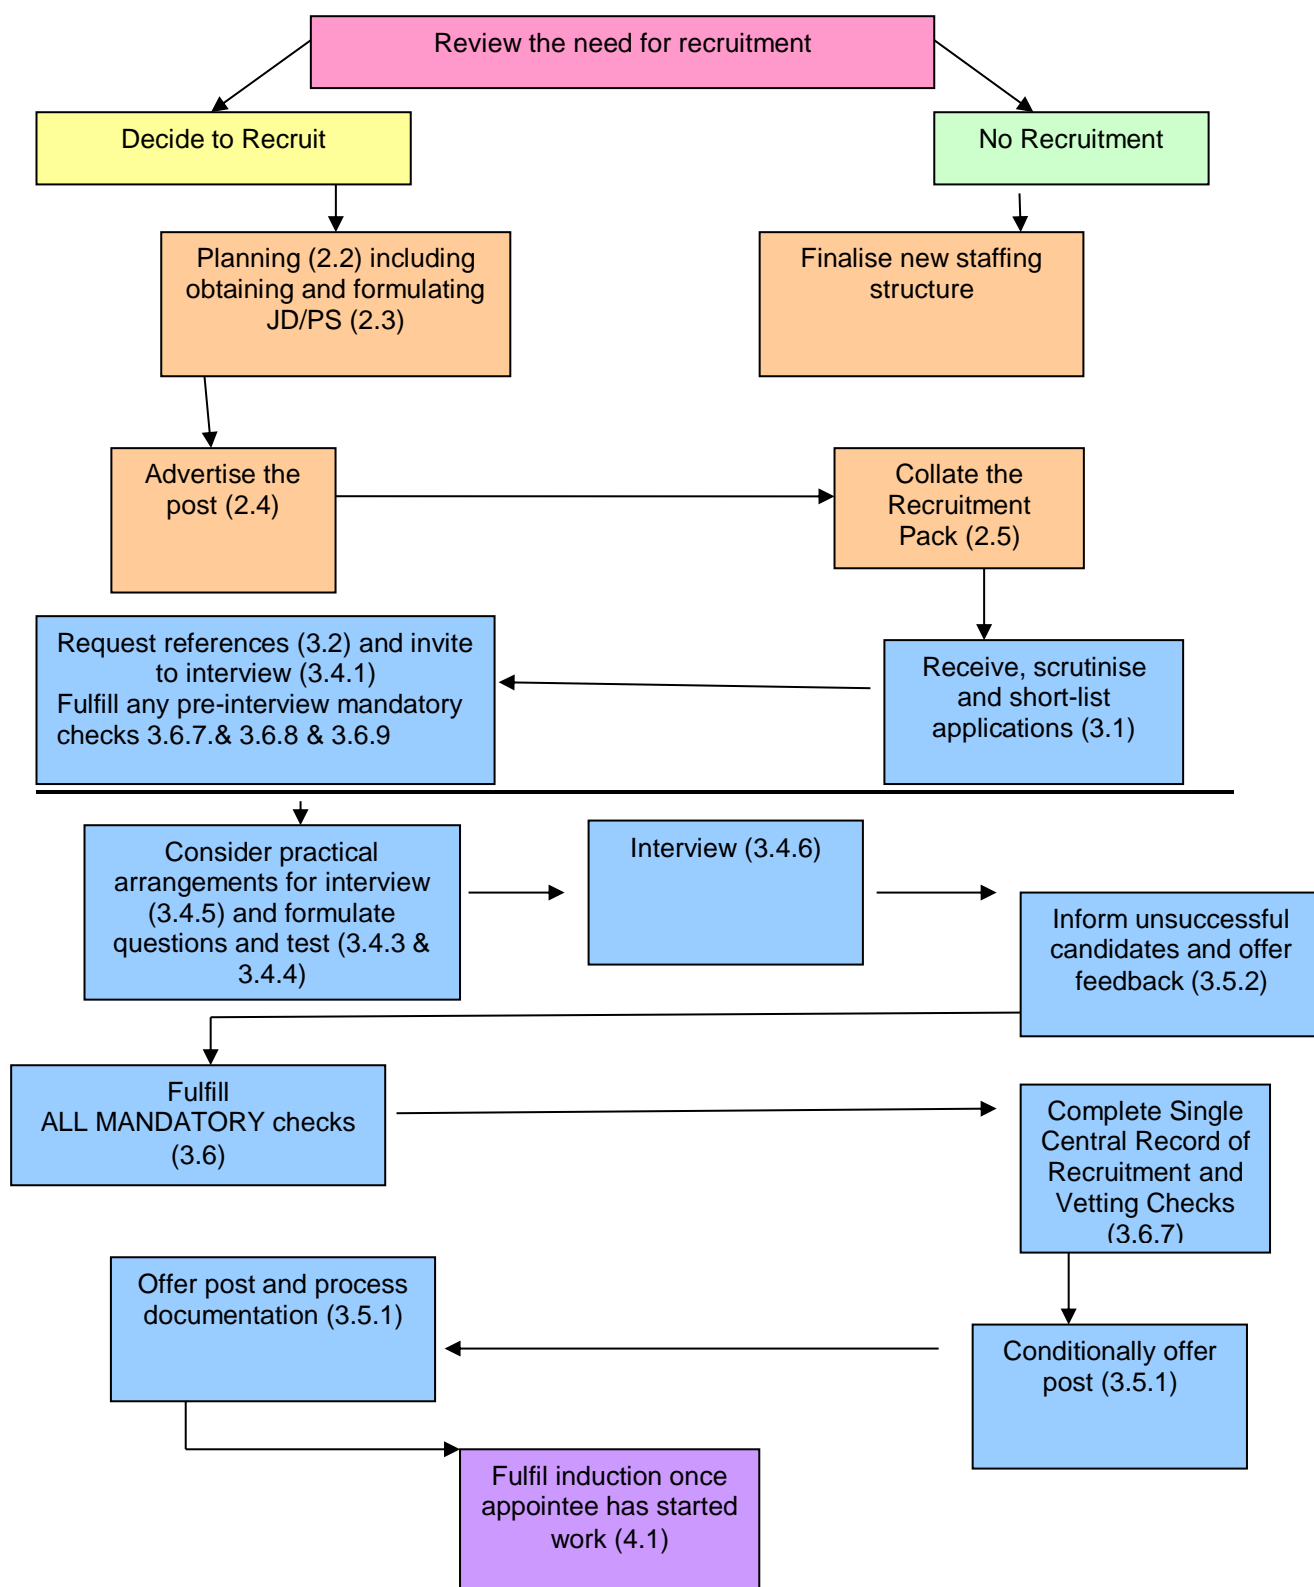 Review the need for recruitment
Decide to Recruit
No Recruitment
Planning (2.2) including
obtaining and formulating
JD/PS (2.3)
Finalise new staffing
structure
Advertise the
post (2.4)
Collate the
Recruitment
Pack (2.5)
Request references (3.2) and invite
to interview (3.4.1)
Fulfill any pre-interview mandatory
checks 3.6.7.& 3.6.8 & 3.6.9
Receive, scrutinise
and short-list
applications (3.1)
Consider practical
arrangements for interview
(3.4.5) and formulate
questions and test (3.4.3 &
3.4.4)
Interview (3.4.6)
Inform unsuccessful
candidates and offer
feedback (3.5.2)
Fulfill
ALL MANDATORY checks
(3.6)
Complete Single
Central Record of
Recruitment and
Vetting Checks
(3.6.7)
Offer post and process
documentation (3.5.1)
Conditionally offer
post (3.5.1)
Fulfil induction once
appointee has started
work (4.1)